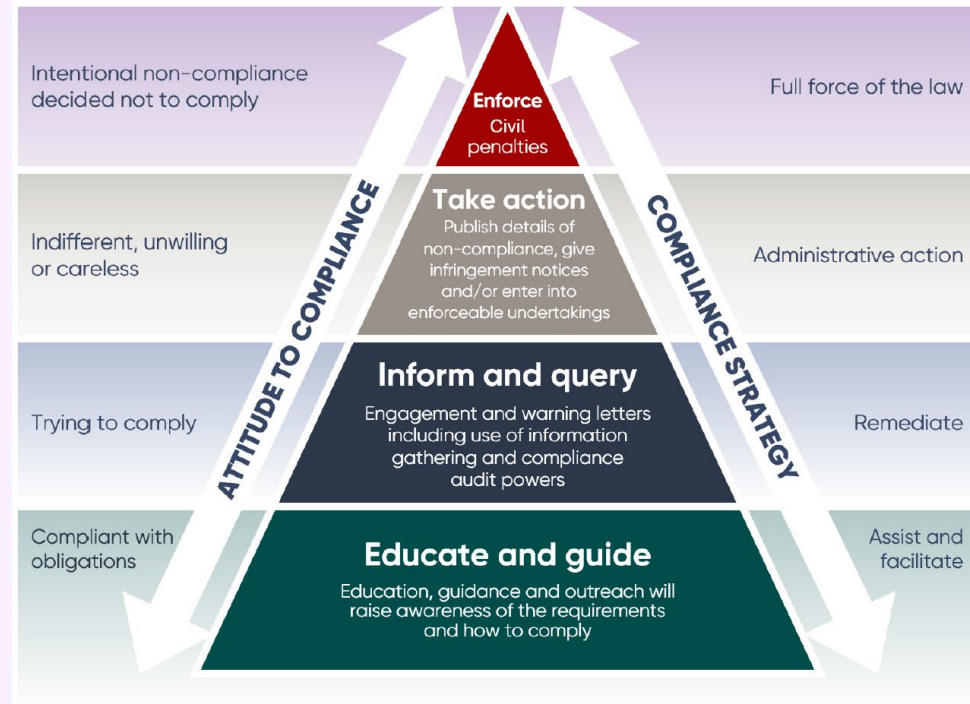 Intentional non-compliance
decided not to comply
Enforce
Civil
penalties
Full force of the law
Indifferent, unwilling
or careless
Take action
Publish details of
non-compliance, give
infringement notices
and/or enter into
enforceable undertakings
Administrative action
Trying to comply
Inform and query
Engagement and warning letters
including use of information
gathering and compliance
audit powers
Remediate
Compliant with
obligations
Educate and guide
Education, guidance and outreach will
raise awareness of the requirements
and how to comply
Assist and
facilitate
ATTITUDE TO COMPLIANCE
COMPLIANCE STRATEGY